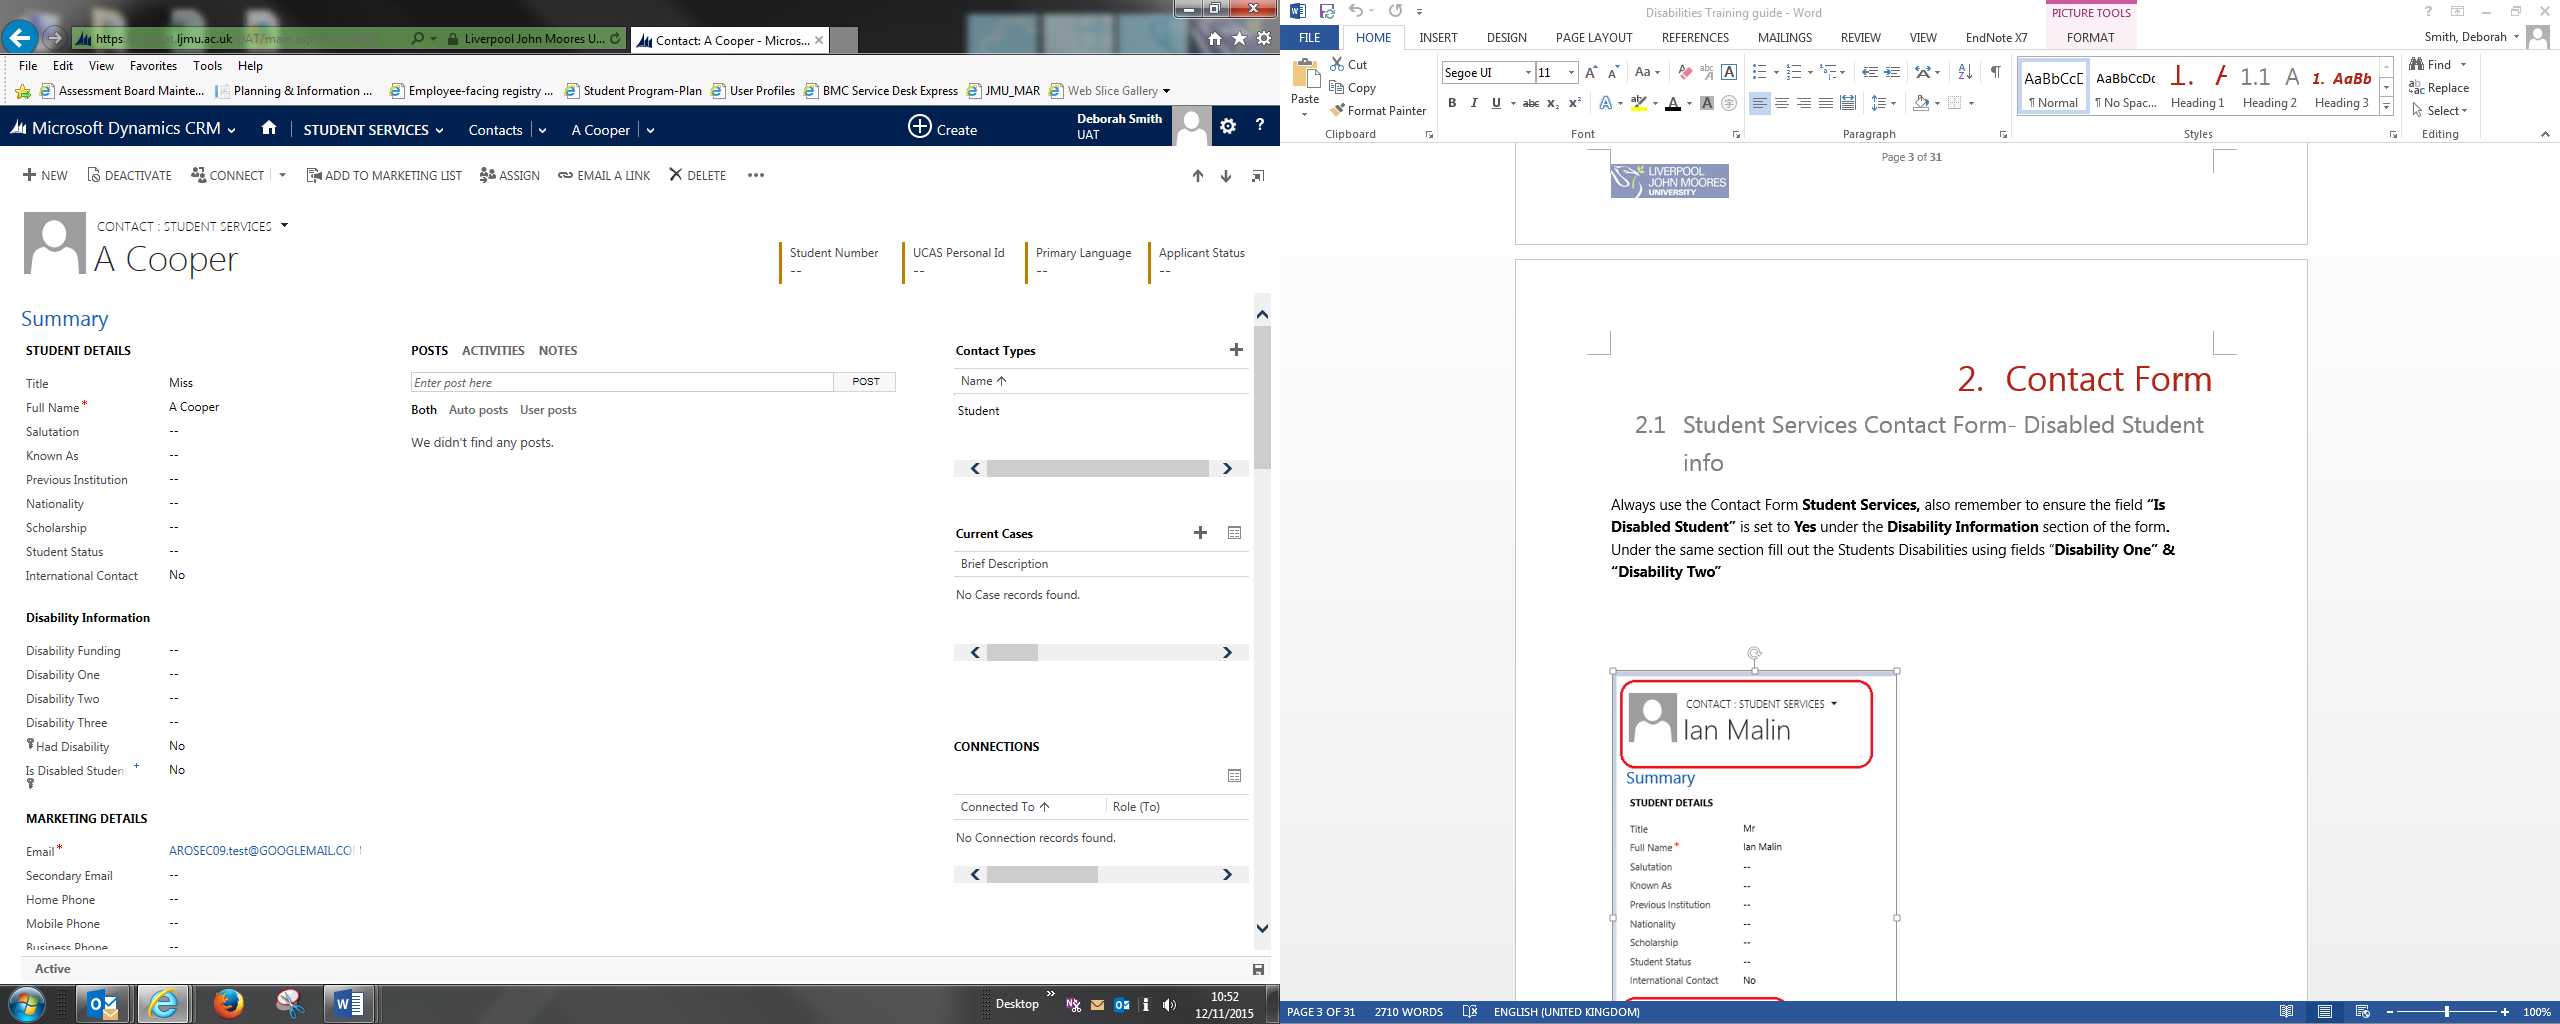 https:
.ljmu.ac.uk
Liverpool John Moores U...
Contact: A Cooper - Micros...
File Edit View Favorites Tools Help
Assessment Board Mainte... Planning & Information ... Employee-facing registry ... Student Program-Plan User Profiles BMC Service Desk Express JMU_MAR Web Slice Gallery
Microsoft Dynamics CRM STUDENT SERVICES Contacts A Cooper Create
Deborah Smith
UAT
?
NEW DEACTIVATE CONNECT ADD TO MARKETING LIST ASSIGN EMAIL A LINK DELETE
CONTACT : STUDENT SERVICES
A Cooper
Student Number UCAS Personal Id Primary Language Applicant Status
-- -- -- --
Summary
STUDENT DETAILS
Title Miss
Full Name* A Cooper
Salutation --
Known As --
Previous Institution --
Nationality --
Scholarship --
Student Status --
International Contact No
Disability Information
Disability Funding --
Disability One --
Disability Two --
Disability Three --
Had Disability No
Is Disabled Studen + No
MARKETING DETAILS
Email* AROSEC09.test@GOOGLEMAIL.CO
Secondary Email --
Home Phone --
Mobile Phone --
Business Phone --
POSTS ACTIVITIES NOTES
Enter post here POST
Both Auto posts User posts
We didn't find any posts.
Contact Types
Name
Student
Current Cases
Brief Description
No Case records found.
CONNECTIONS
Connected To Role (To)
No Connection records found.
Active
Desktop
10:52
12/11/2015
Disabilities Training guide - Word
PICTURE TOOLS
FILE HOME INSERT DESIGN PAGE LAYOUT REFERENCES MAILINGS REVIEW VIEW EndNote X7 FORMAT
Smith, Deborah
Paste
Cut
Copy
Format Painter
Clipboard
Segoe UI 11
Font
Paragraph
AaBbCcD AaBbCcDc 1.1 A 1. AaBb
¶ Normal ¶ No Spac... Heading 1 Heading 2 Heading 3
Styles
Find
Replace
Select
Editing
Page 3 of 31
LIVERPOOL
JOHN MOORES
UNIVERSITY
2. Contact Form
2.1 Student Services Contact Form- Disabled Student
info
Always use the Contact Form Student Services, also remember to ensure the field “Is
Disabled Student” is set to Yes under the Disability Information section of the form.
Under the same section fill out the Students Disabilities using fields “Disability One” &
“Disability Two”
CONTACT : STUDENT SERVICES
Ian Malin
Summary
STUDENT DETAILS
Title Mr
Full Name* Ian Malin
Salutation --
Known As --
Previous Institution --
Nationality --
Scholarship --
Student Status --
International Contact No
PAGE 3 OF 31 2710 WORDS ENGLISH (UNITED KINGDOM)
100%